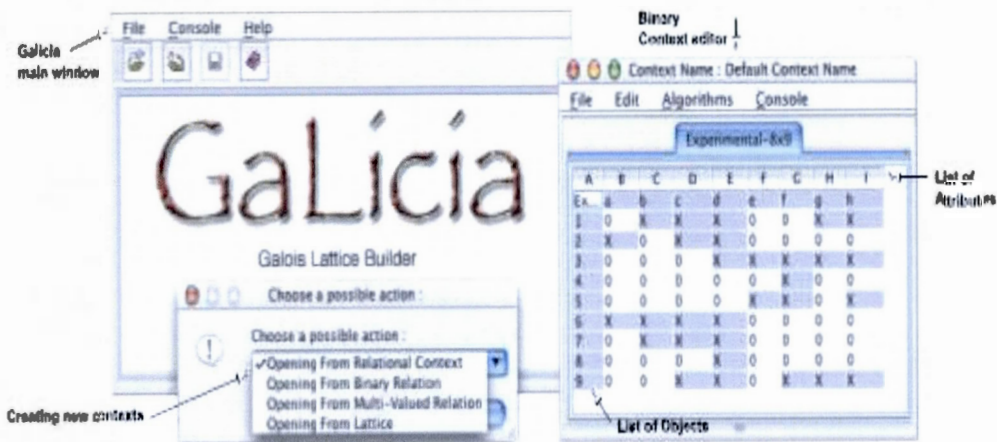 Galicia
main window
File Console Help
GaLicia
Galois Lattice Builder
Choose a possible action :
Choose a possible action :
!
✓Opening From Relational Context
Opening From Binary Relation
Opening From Multi-Valued Relation
Opening From Lattice
Creating new contexts
Binary
Context editor
Context Name : Default Context Name
File Edit Algorithms Console
Experimental-8x9
A B C D E F G H I
Ex... a b c d e f g h
1 0 X X X 0 0 X X
2 X 0 X X 0 0 0 0
3 0 0 0 X X X X X
4 0 0 0 0 0 X 0 0
5 0 0 0 0 X X 0 X
6 X X X X 0 0 0 0
7 0 X X X 0 0 0 0
8 0 0 0 X 0 0 0 0
9 0 0 X X 0 X X X
List of
Attributes
List of Objects